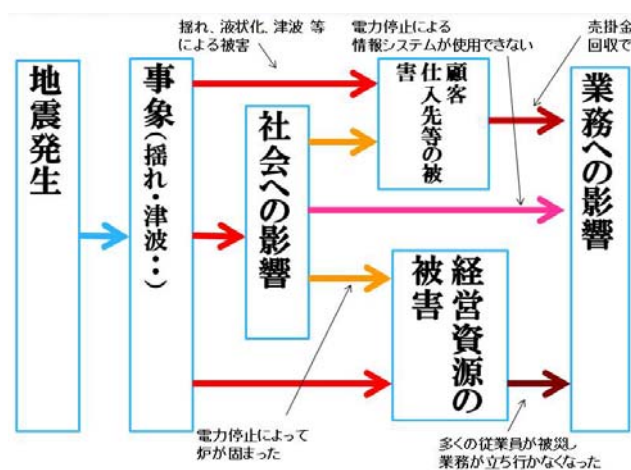 揺れ、液状化、津波 等
による被害
電力停止による
情報システムが使用できない
売掛金
回収で
地震発生
事象(揺れ・津波・・)
社会への影響
顧客
仕入先等の被
害
経営資源の
被害
業務への影響
電力停止によって
炉が固まった
多くの従業員が被災し
業務が立ち行かなくなった